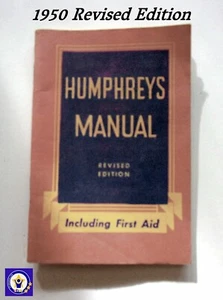 1950 Revised Edition
HUMPHREYS
MANUAL
REVISED
EDITION
Including First Aid